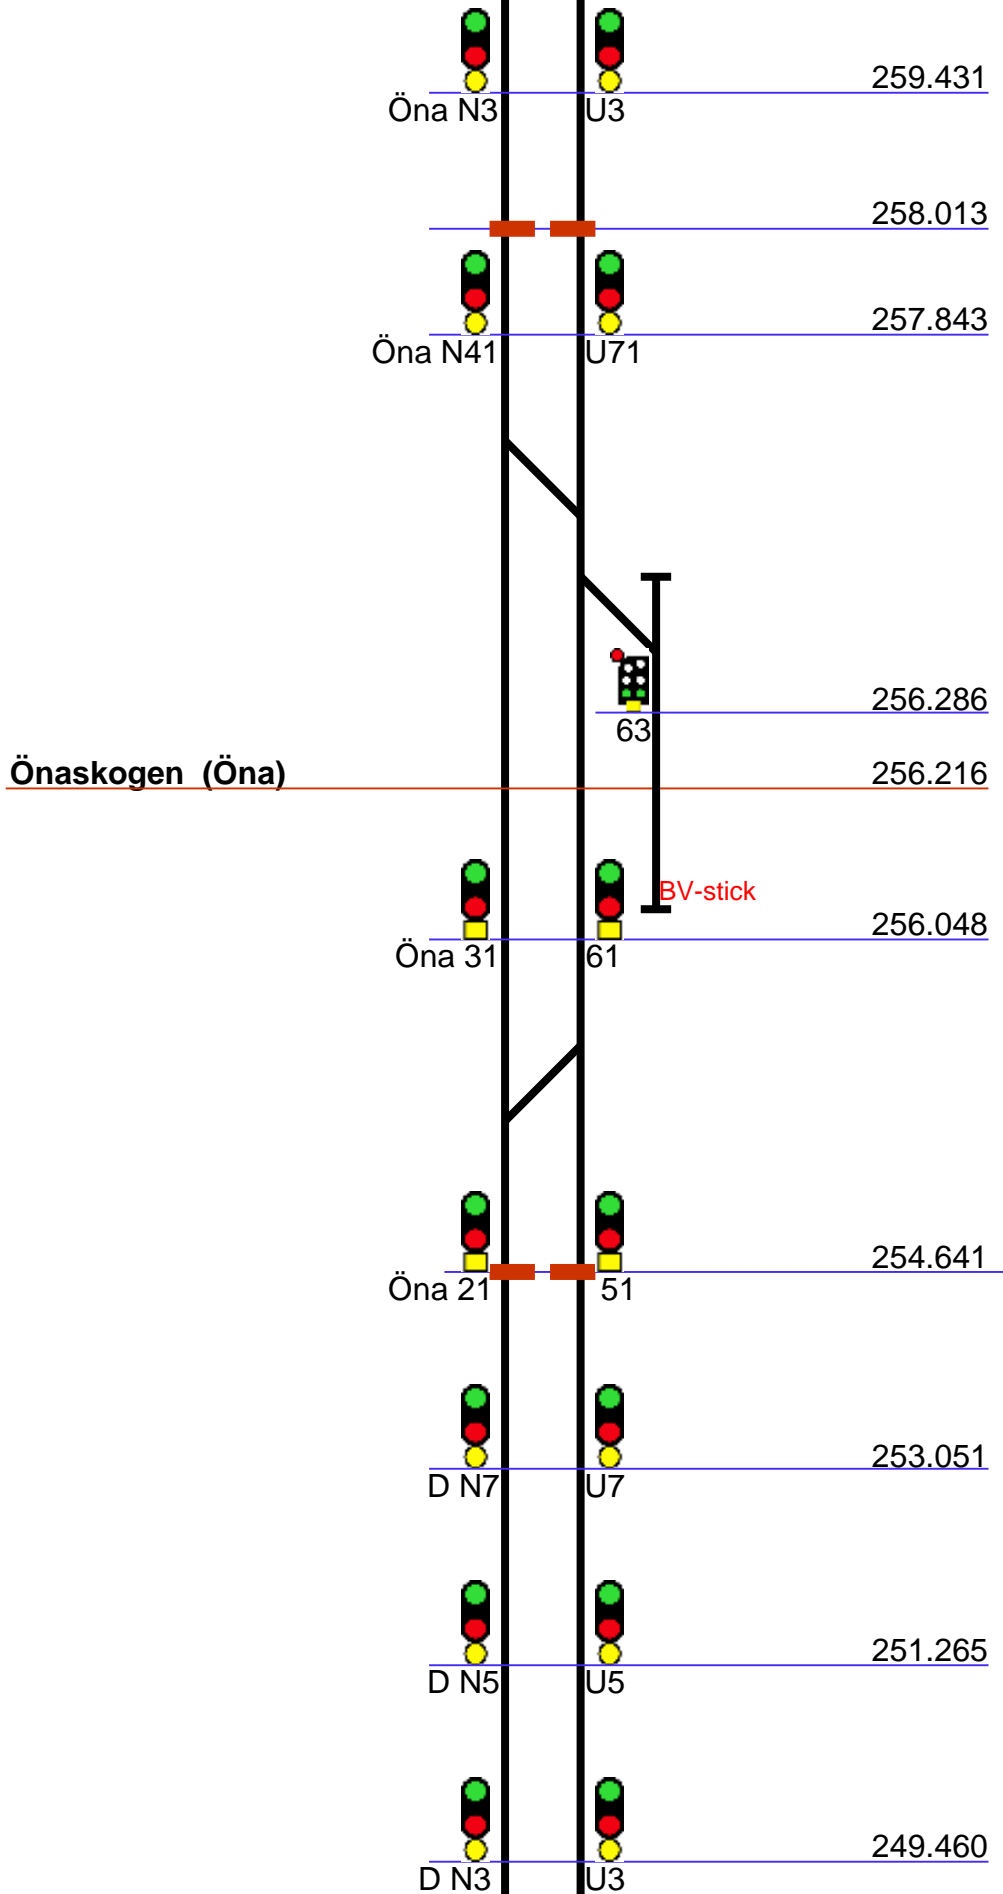 259.431
Öna N3 U3
258.013
257.843
Öna N41 U71
256.286
63
Önaskogen (Öna) 256.216
BV-stick
256.048
Öna 31 61
254.641
Öna 21 51
253.051
D N7 U7
251.265
D N5 U5
249.460
D N3 U3